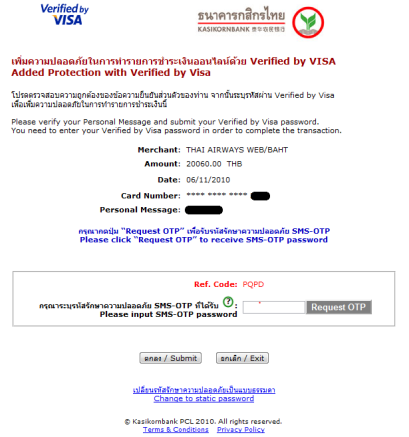 Verified by
VISA
ธนาคารกสิกรไทย
KASIKORNBANK 开泰银行
เพิ่มความปลอดภัยในการทำรายการชำระเงินออนไลน์ด้วย Verified by VISA
Added Protection with Verified by Visa
โปรดตรวจสอบความถูกต้องของข้อความยืนยันส่วนตัวของท่าน จากนั้นระบุรหัสผ่าน Verified by Visa
เพื่อเพิ่มความปลอดภัยในการทำรายการชำระเงินนี้
Please verify your Personal Message and submit your Verified by Visa password.
You need to enter your Verified by Visa password in order to complete the transaction.
Merchant: THAI AIRWAYS WEB/BAHT
Amount: 20060.00 THB
Date: 06/11/2010
Card Number: **** **** ****
Personal Message:
กรุณากดปุ่ม "Request OTP" เพื่อรับรหัสรักษาความปลอดภัย SMS-OTP
Please click "Request OTP" to receive SMS-OTP password
Ref. Code: PQPD
กรุณาระบุรหัสรักษาความปลอดภัย SMS-OTP ที่ได้รับ ? :
Please input SMS-OTP password
Request OTP
ตกลง / Submit
ยกเลิก / Exit
เปลี่ยนรหัสรักษาความปลอดภัยเป็นแบบธรรมดา
Change to static password
© Kasikornbank PCL 2010. All rights reserved.
Terms & Conditions Privacy Policy